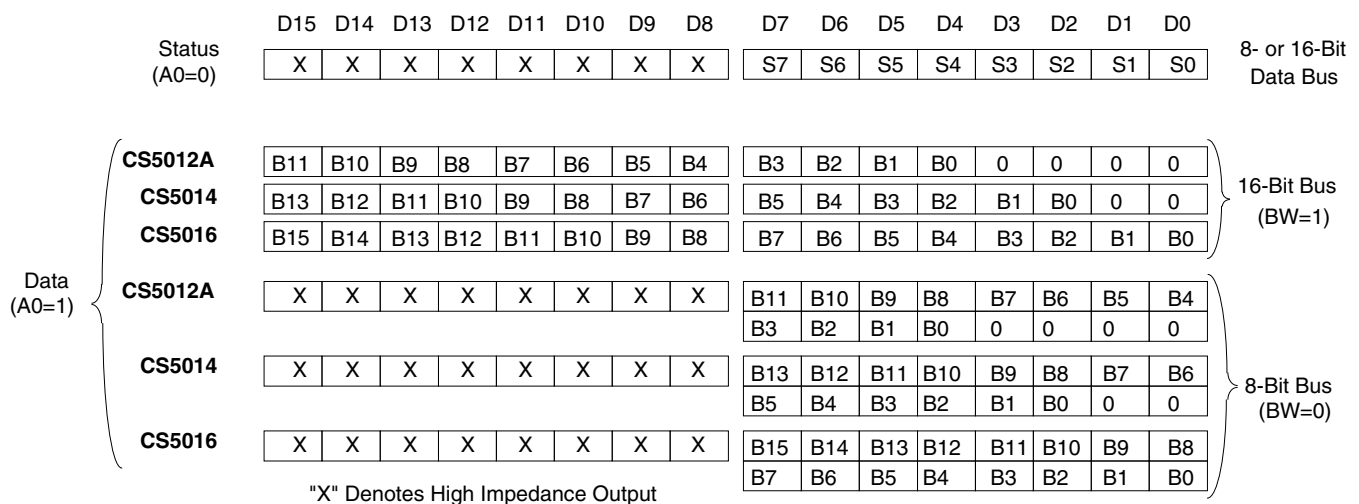 D15 D14 D13 D12 D11 D10 D9 D8 D7 D6 D5 D4 D3 D2 D1 D0
Status (A0=0) X X X X X X X X S7 S6 S5 S4 S3 S2 S1 S0 8- or 16-Bit Data Bus
Data (A0=1)
CS5012A B11 B10 B9 B8 B7 B6 B5 B4 B3 B2 B1 B0 0 0 0 0
CS5014 B13 B12 B11 B10 B9 B8 B7 B6 B5 B4 B3 B2 B1 B0 0 0
CS5016 B15 B14 B13 B12 B11 B10 B9 B8 B7 B6 B5 B4 B3 B2 B1 B0
16-Bit Bus (BW=1)
CS5012A X X X X X X X X B11 B10 B9 B8 B7 B6 B5 B4
B3 B2 B1 B0 0 0 0 0
CS5014 X X X X X X X X B13 B12 B11 B10 B9 B8 B7 B6
B5 B4 B3 B2 B1 B0 0 0
CS5016 X X X X X X X X B15 B14 B13 B12 B11 B10 B9 B8
B7 B6 B5 B4 B3 B2 B1 B0
8-Bit Bus (BW=0)
"X" Denotes High Impedance Output